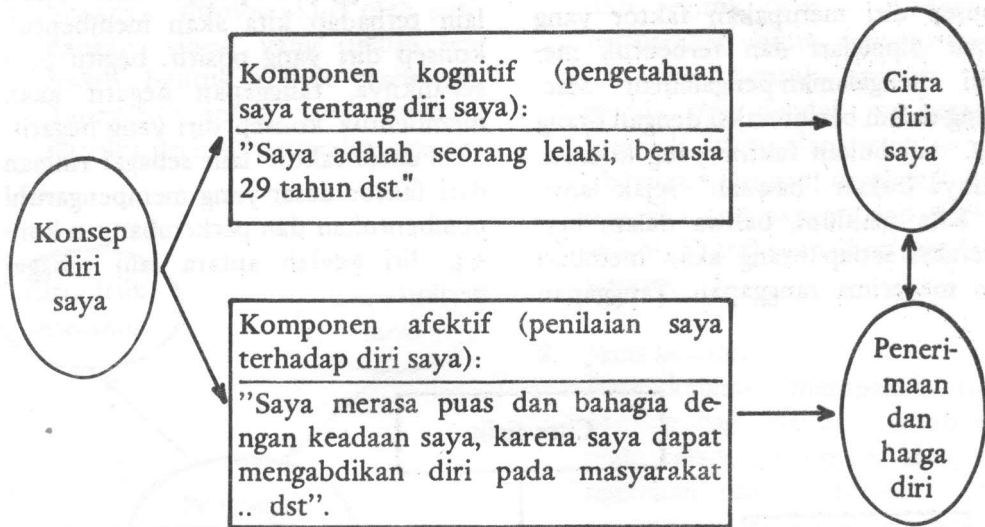 Konsep
diri
saya
Komponen kognitif (pengetahuan
saya tentang diri saya):
"Saya adalah seorang lelaki, berusia
29 tahun dst."
Citra
diri
saya
Komponen afektif (penilaian saya
terhadap diri saya):
"Saya merasa puas dan bahagia de-
ngan keadaan saya, karena saya dapat
mengabdikan diri pada masyarakat
.. dst".
Peneri-
maan
dan
harga
diri